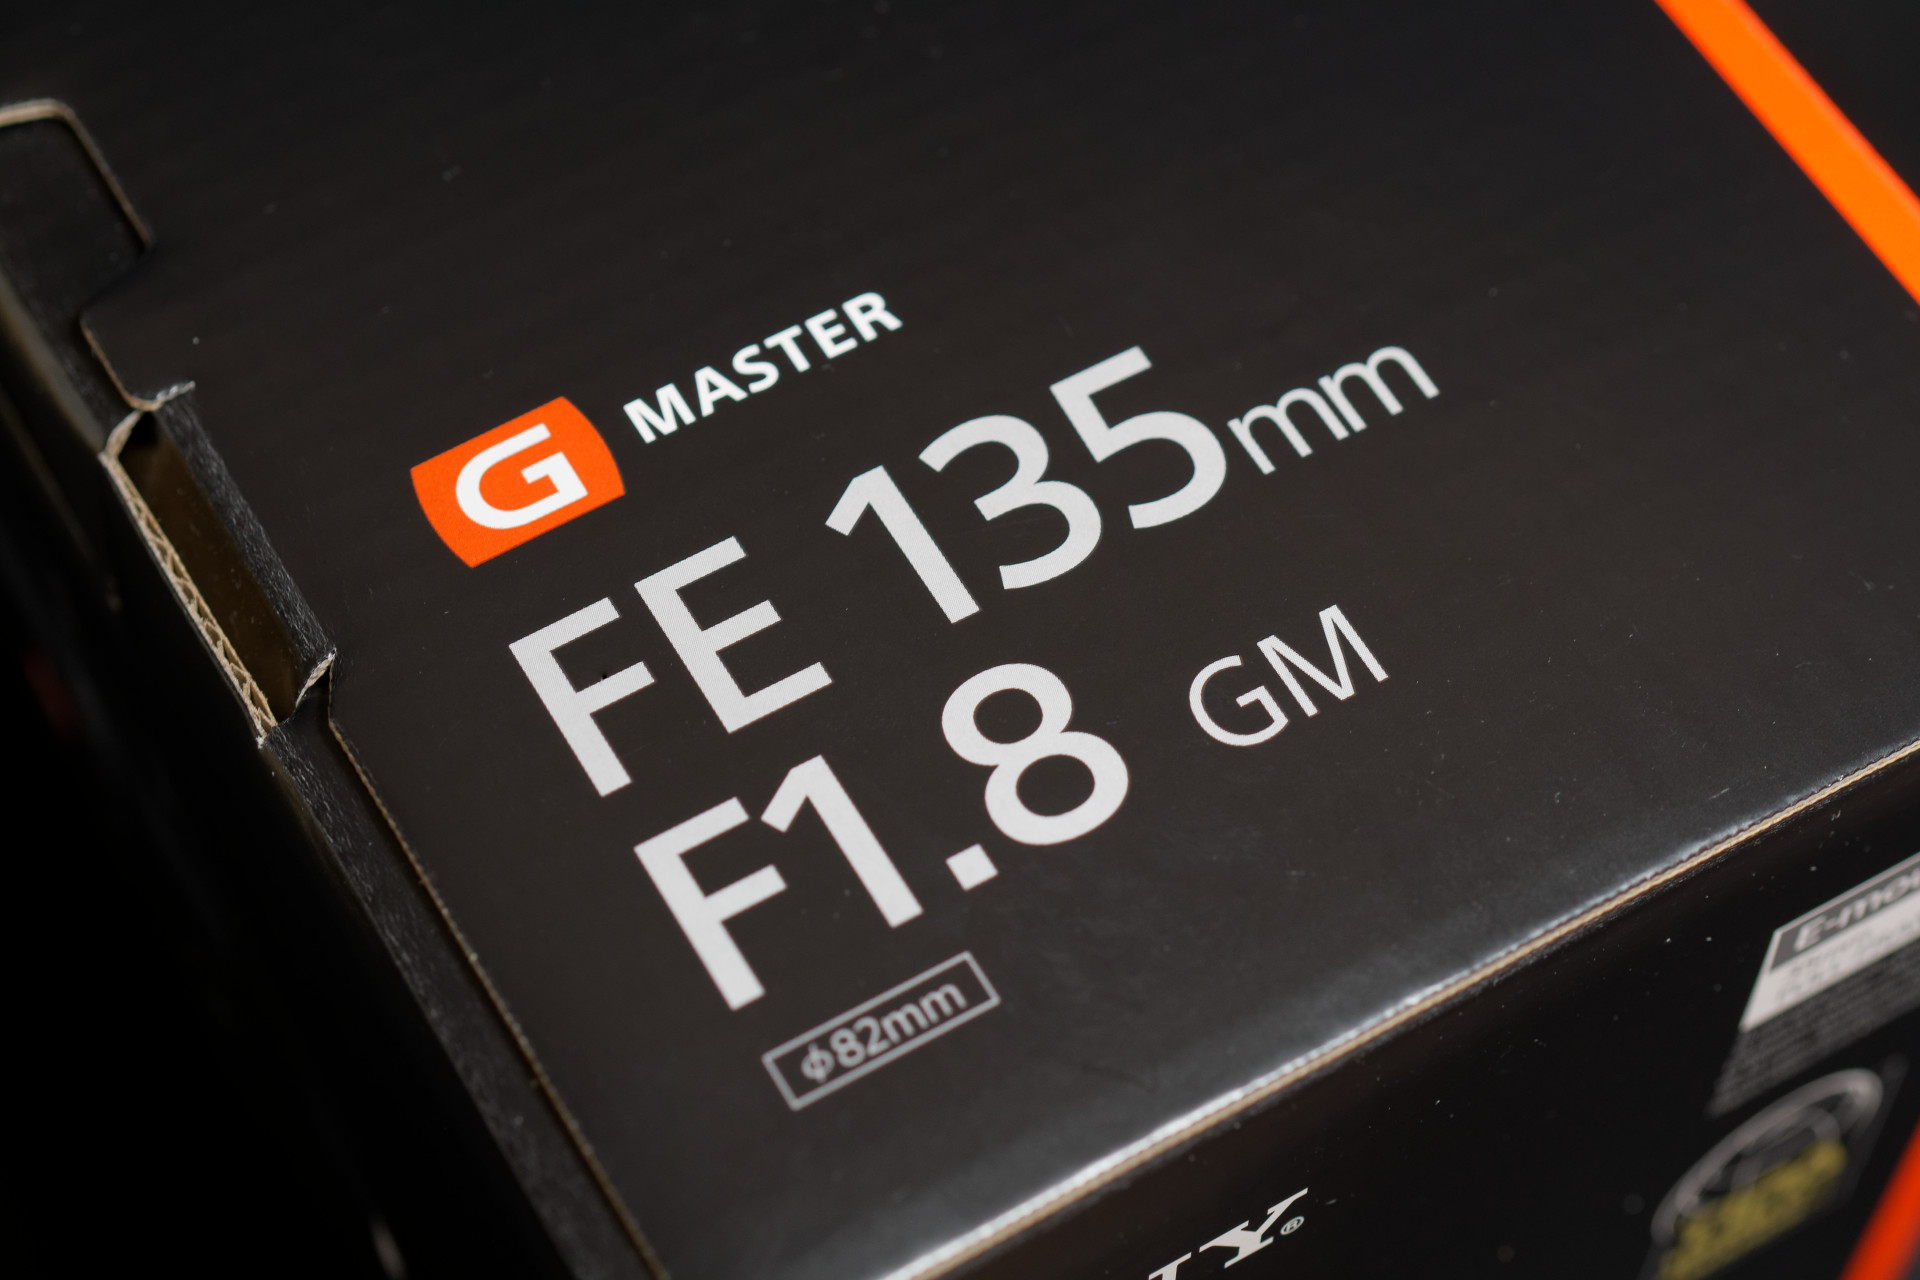 G MASTER
FE 135mm
F1.8 GM
ϕ82mm